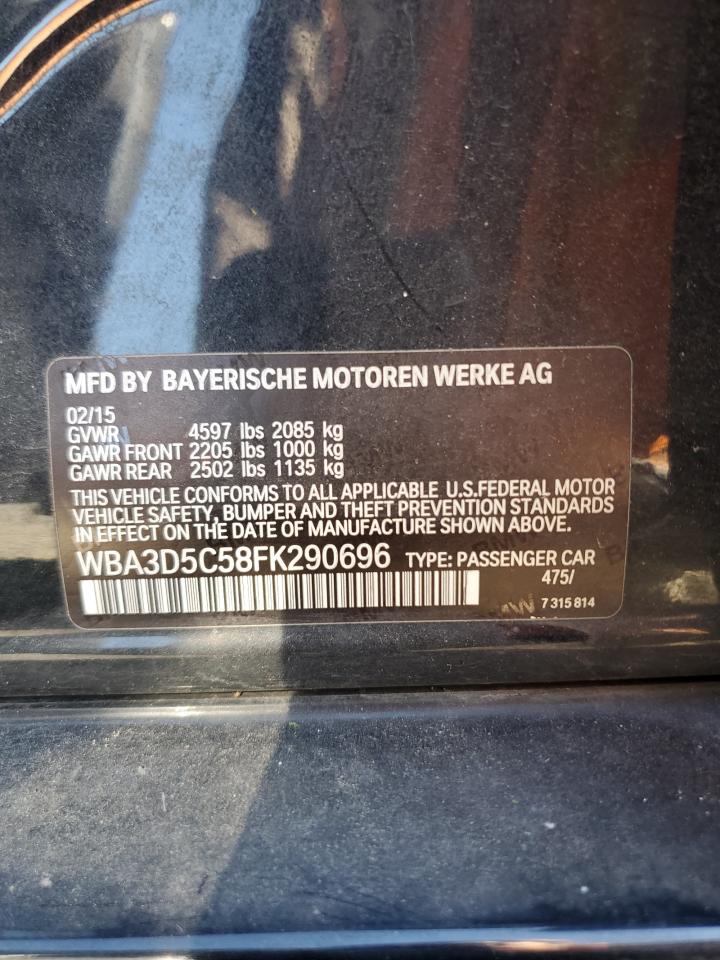 MFD BY BAYERISCHE MOTOREN WERKE AG
02/15
GVWR 4597 lbs 2085 kg
GAWR FRONT 2205 lbs 1000 kg
GAWR REAR 2502 lbs 1135 kg
THIS VEHICLE CONFORMS TO ALL APPLICABLE U.S.FEDERAL MOTOR
VEHICLE SAFETY, BUMPER AND THEFT PREVENTION STANDARDS
IN EFFECT ON THE DATE OF MANUFACTURE SHOWN ABOVE.
WBA3D5C58FK290696 TYPE: PASSENGER CAR
475/
7 315 814